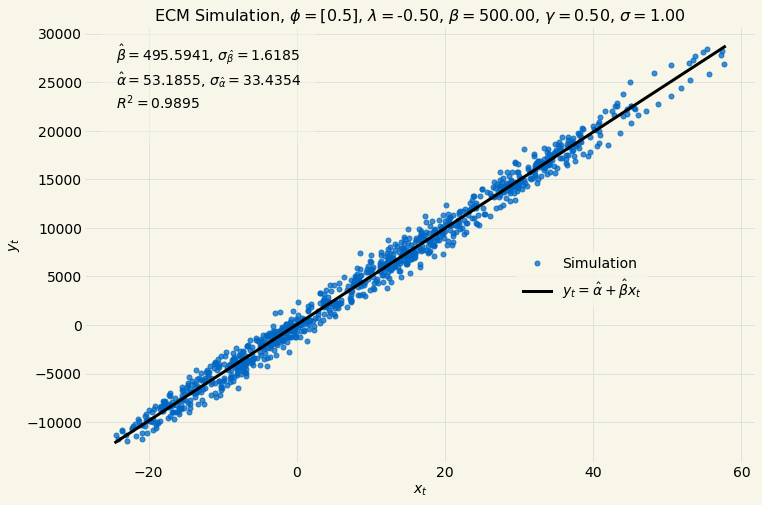 ECM Simulation, ϕ = [0.5], λ = -0.50, β = 500.00, γ = 0.50, σ = 1.00
30000
β̂ = 495.5941, σ_β̂ = 1.6185
α̂ = 53.1855, σ_α̂ = 33.4354
R² = 0.9895
25000
20000
15000
10000
5000
0
−5000
−10000
y_t
Simulation
y_t = α̂ + β̂x_t
−20 0 20 40 60
x_t